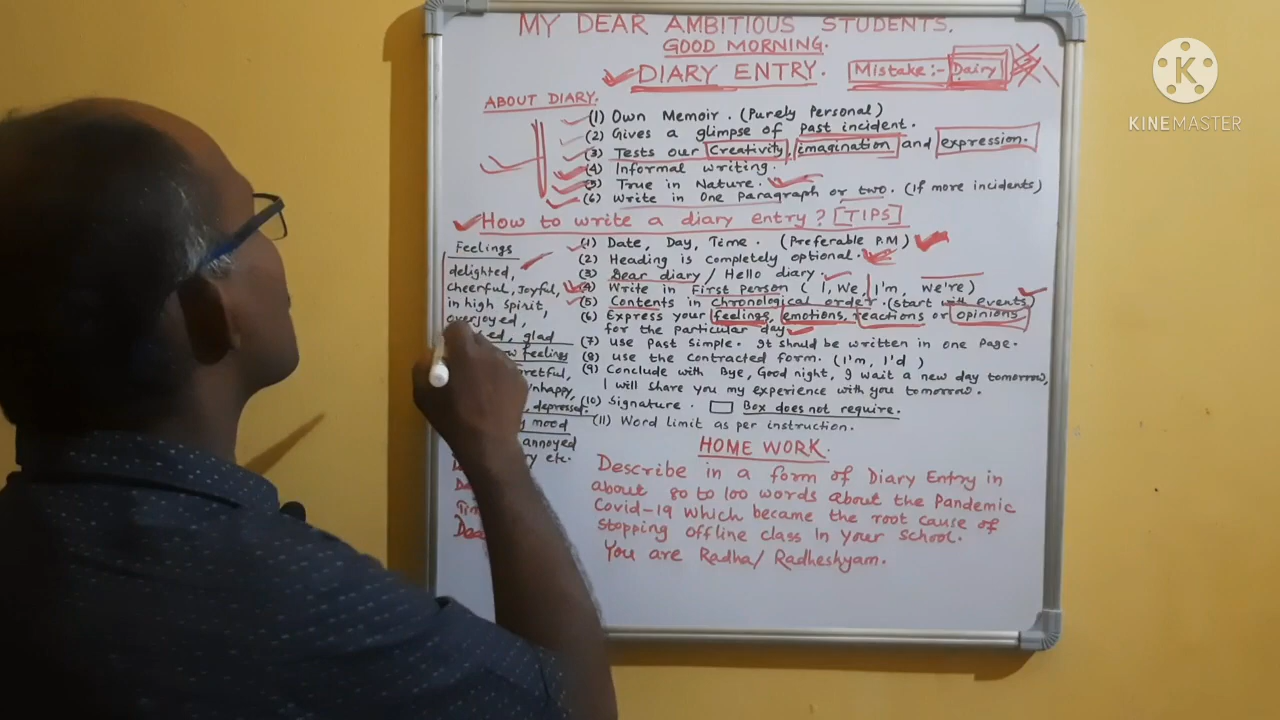 MY DEAR AMBITIOUS STUDENTS.
GOOD MORNING.
DIARY ENTRY.
Mistake:- Dairy
KINEMASTER
ABOUT DIARY.
(1) Own Memoir. (Purely Personal)
(2) Gives a glimpse of past incident.
(3) Tests our Creativity, imagination and expression.
(4) Informal writing.
(5) True in Nature.
(6) Write in One Paragraph or two. (If more incidents)
How to write a diary entry? [TIPS]
(1) Date, Day, Time. (Preferable P.M)
(2) Heading is completely optional.
(3) Dear diary / Hello diary.
(4) Write in First Person ( I, We, I'm, We're)
(5) Contents in chronological order. (start with events)
(6) Express your feelings, emotions, reactions or opinions
for the particular day.
(7) Use Past Simple. It should be written in one page.
(8) Use the contracted form. (I'm, I'd )
(9) Conclude with Bye, Good night, I wait a new day tomorrow,
I will share you my experience with you tomorrow.
(10) Signature. Box does not require.
(11) Word limit as per instruction.
Feelings
delighted,
Cheerful, Joyful,
in high Spirit,
overjoyed,
glad
feelings
depressed.
mood
annoyed
etc.
HOME WORK.
Describe in a form of Diary Entry in
about 80 to 100 words about the Pandemic
Covid-19 which became the root cause of
stopping offline class in your school.
You are Radha/ Radheshyam.